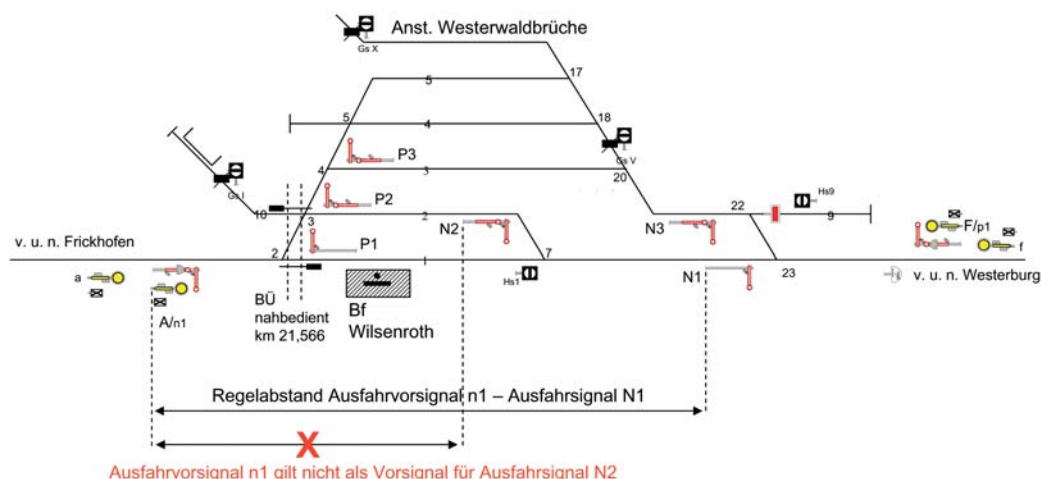 Gs X
Anst. Westerwaldbrüche
17
5
5
18
4
P3
Gs V
4
3
20
Gs I
P2
10
2
3
N2
N3
22
Hs9
9
F/p1
f
v. u. n. Frickhofen
P1
2
1
7
a
Hs1
N1
23
v. u. n. Westerburg
A/n1
BÜ
nahbedient
km 21,566
Bf
Wilsenroth
Regelabstand Ausfahrvorsignal n1 – Ausfahrsignal N1
X
Ausfahrvorsignal n1 gilt nicht als Vorsignal für Ausfahrsignal N2